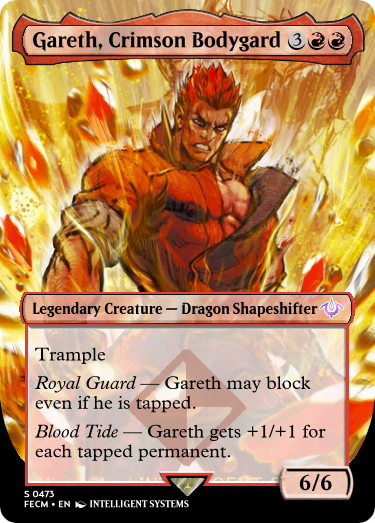 Gareth, Crimson Bodygard 3
Legendary Creature — Dragon Shapeshifter
Trample
Royal Guard — Gareth may block
even if he is tapped.
Blood Tide — Gareth gets +1/+1 for
each tapped permanent.
6/6
S 0473
FECM • EN INTELLIGENT SYSTEMS